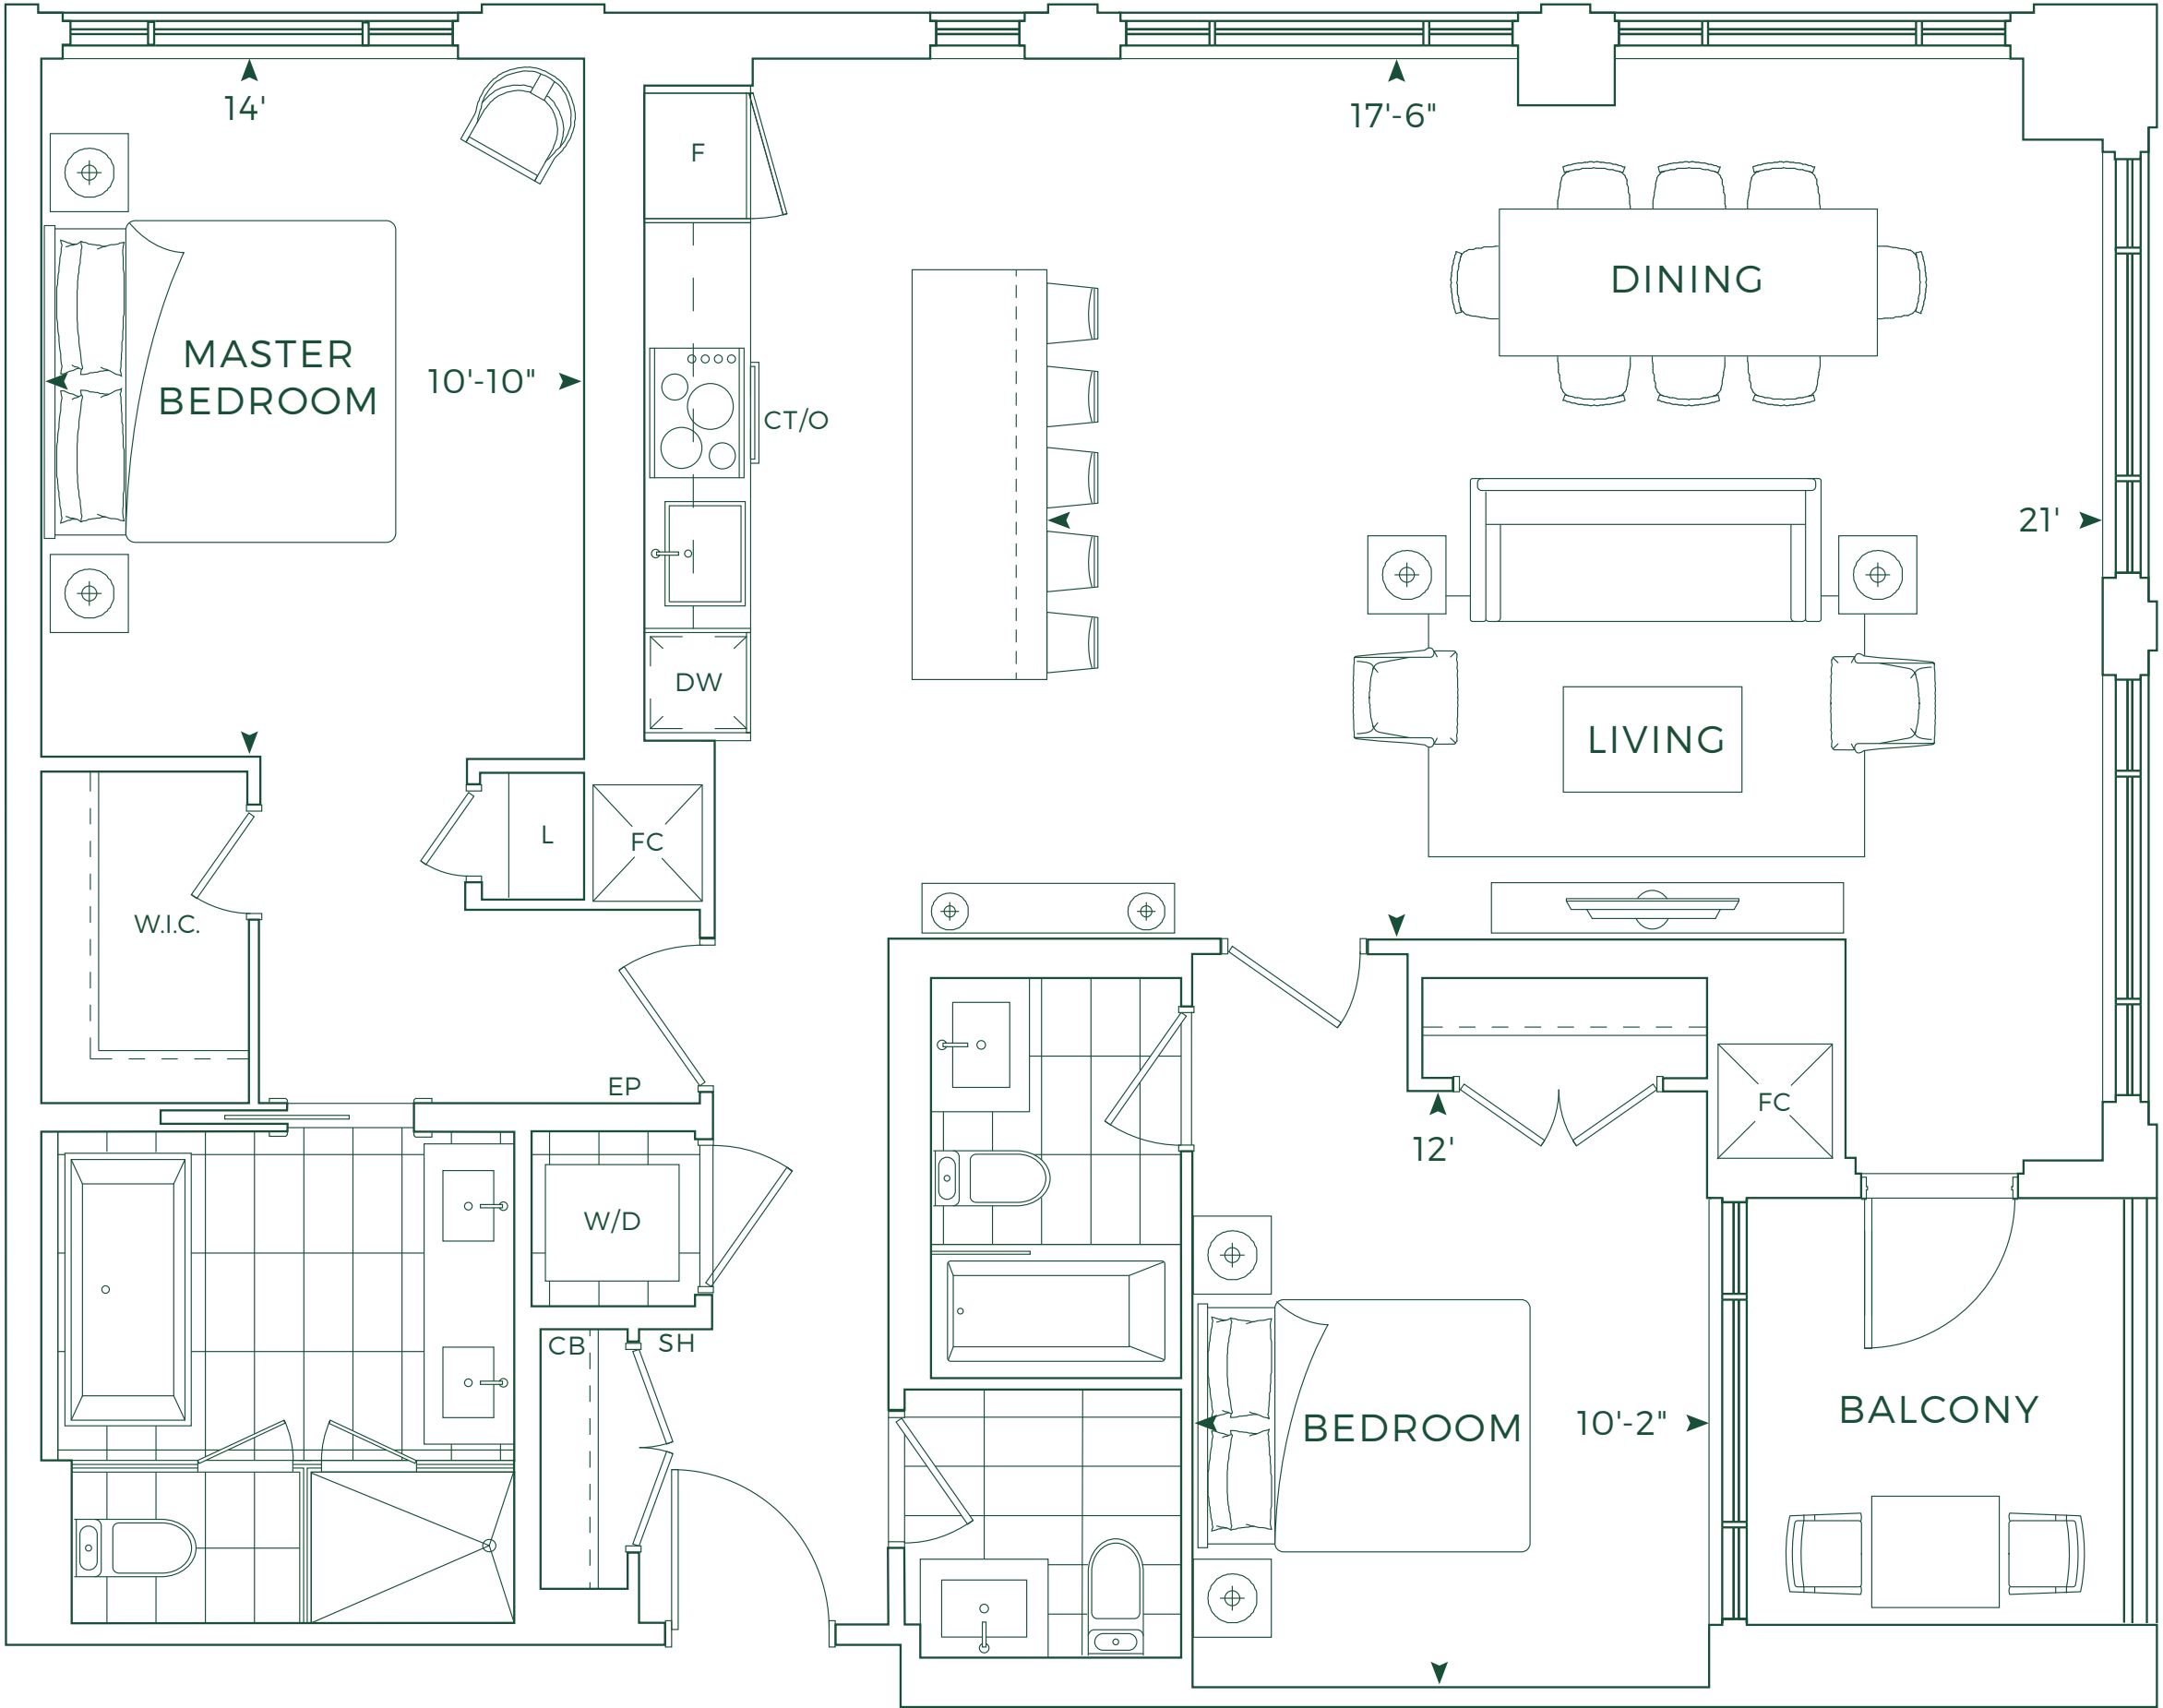 14'
17'-6"
F
DINING
MASTER
BEDROOM
10'-10"
CT/O
21'
DW
LIVING
L
FC
W.I.C.
EP
FC
12'
W/D
CB
SH
BEDROOM
10'-2"
BALCONY